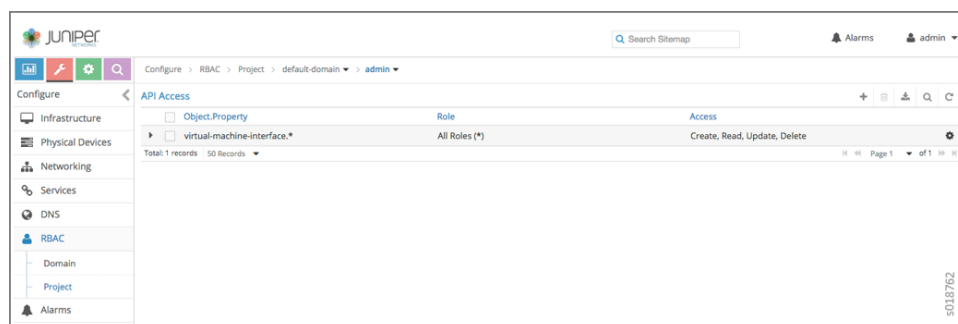 JUNIPER
NETWORKS
Search Sitemap
Alarms
admin
Configure > RBAC > Project > default-domain > admin
Configure
API Access
Object.Property Role Access
virtual-machine-interface.* All Roles (*) Create, Read, Update, Delete
Total: 1 records 50 Records Page 1 of 1
Infrastructure
Physical Devices
Networking
Services
DNS
RBAC
Domain
Project
Alarms
s018762